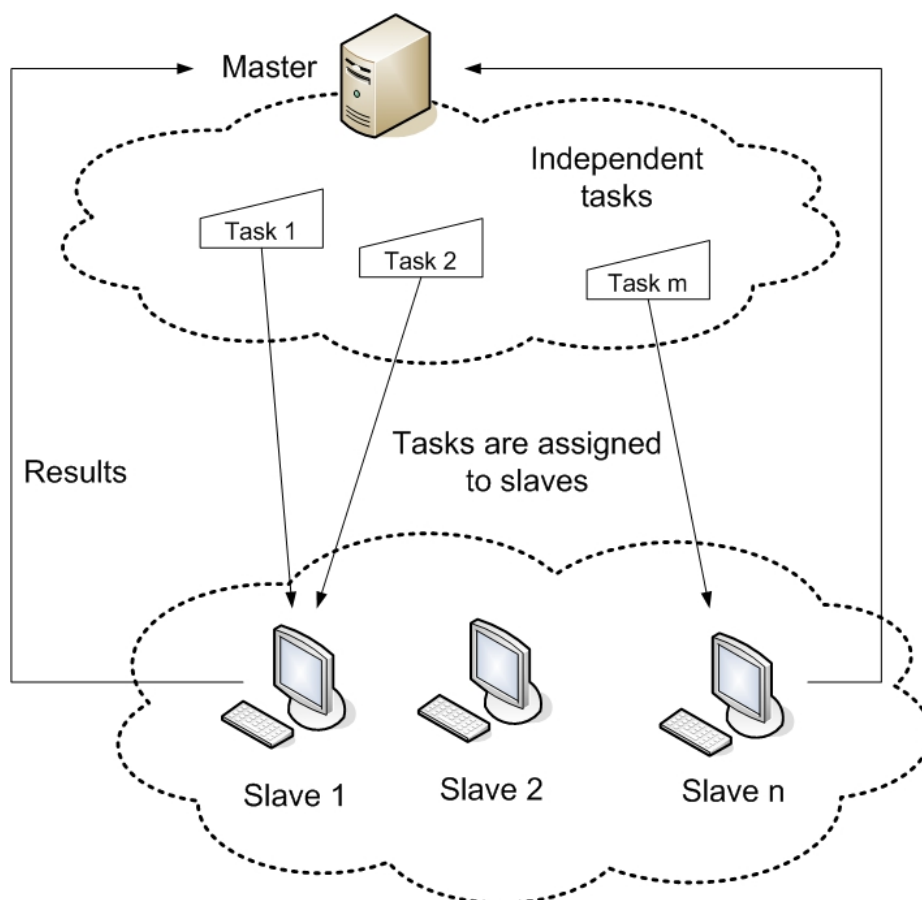 Master
Independent
tasks
Task 1
Task 2
Task m
Tasks are assigned
to slaves
Results
Slave 1
Slave 2
Slave n